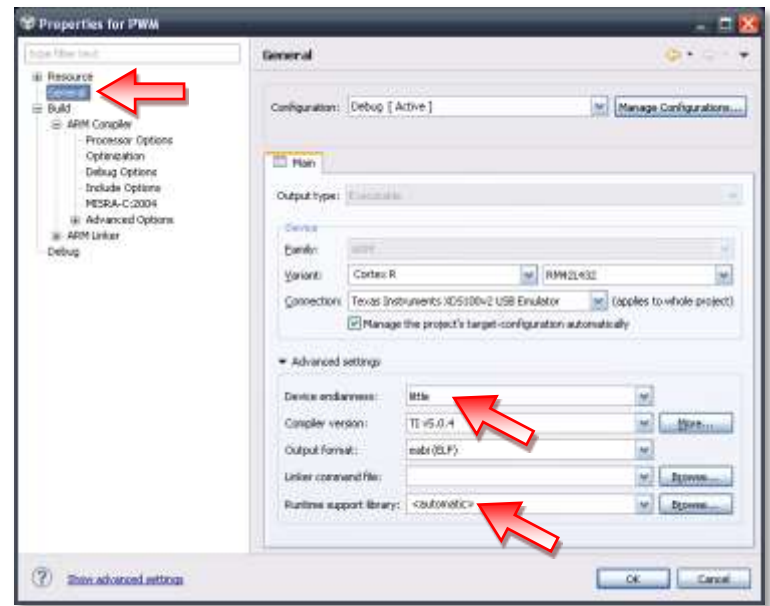 Properties for PWM
type filter text
General
Resource
General
Build
ARM Compiler
Processor Options
Optimization
Debug Options
Include Options
MISRA-C:2004
Advanced Options
ARM Linker
Debug
Configuration: Debug [ Active ] Manage Configurations...
Main
Output type: Executable
Device
Family: ARM
Variant: Cortex R RM42L432
Connection: Texas Instruments XDS100v2 USB Emulator (applies to whole project)
Manage the project's target-configuration automatically
Advanced settings
Device endianness: little
Compiler version: TI v5.0.4 More...
Output format: eabi (ELF)
Linker command file: Browse...
Runtime support library: <automatic> Browse...
Show advanced settings OK Cancel